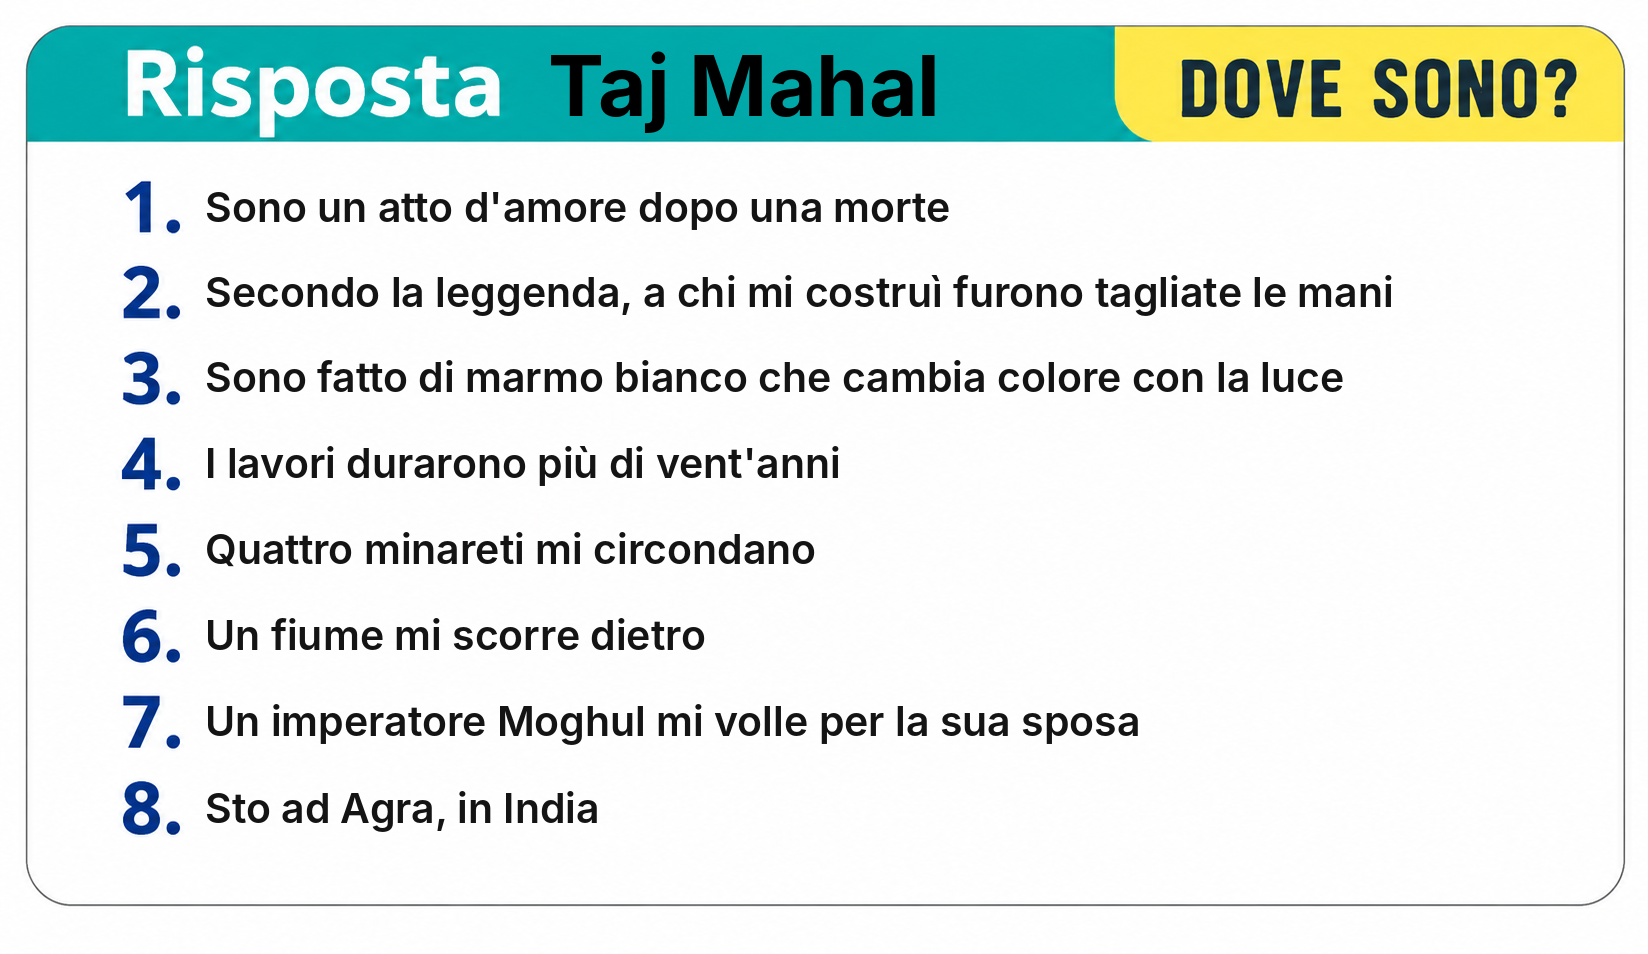 Risposta Taj Mahal DOVE SONO?
1. Sono un atto d'amore dopo una morte
2. Secondo la leggenda, a chi mi costruì furono tagliate le mani
3. Sono fatto di marmo bianco che cambia colore con la luce
4. I lavori durarono più di vent'anni
5. Quattro minareti mi circondano
6. Un fiume mi scorre dietro
7. Un imperatore Moghul mi volle per la sua sposa
8. Sto ad Agra, in India